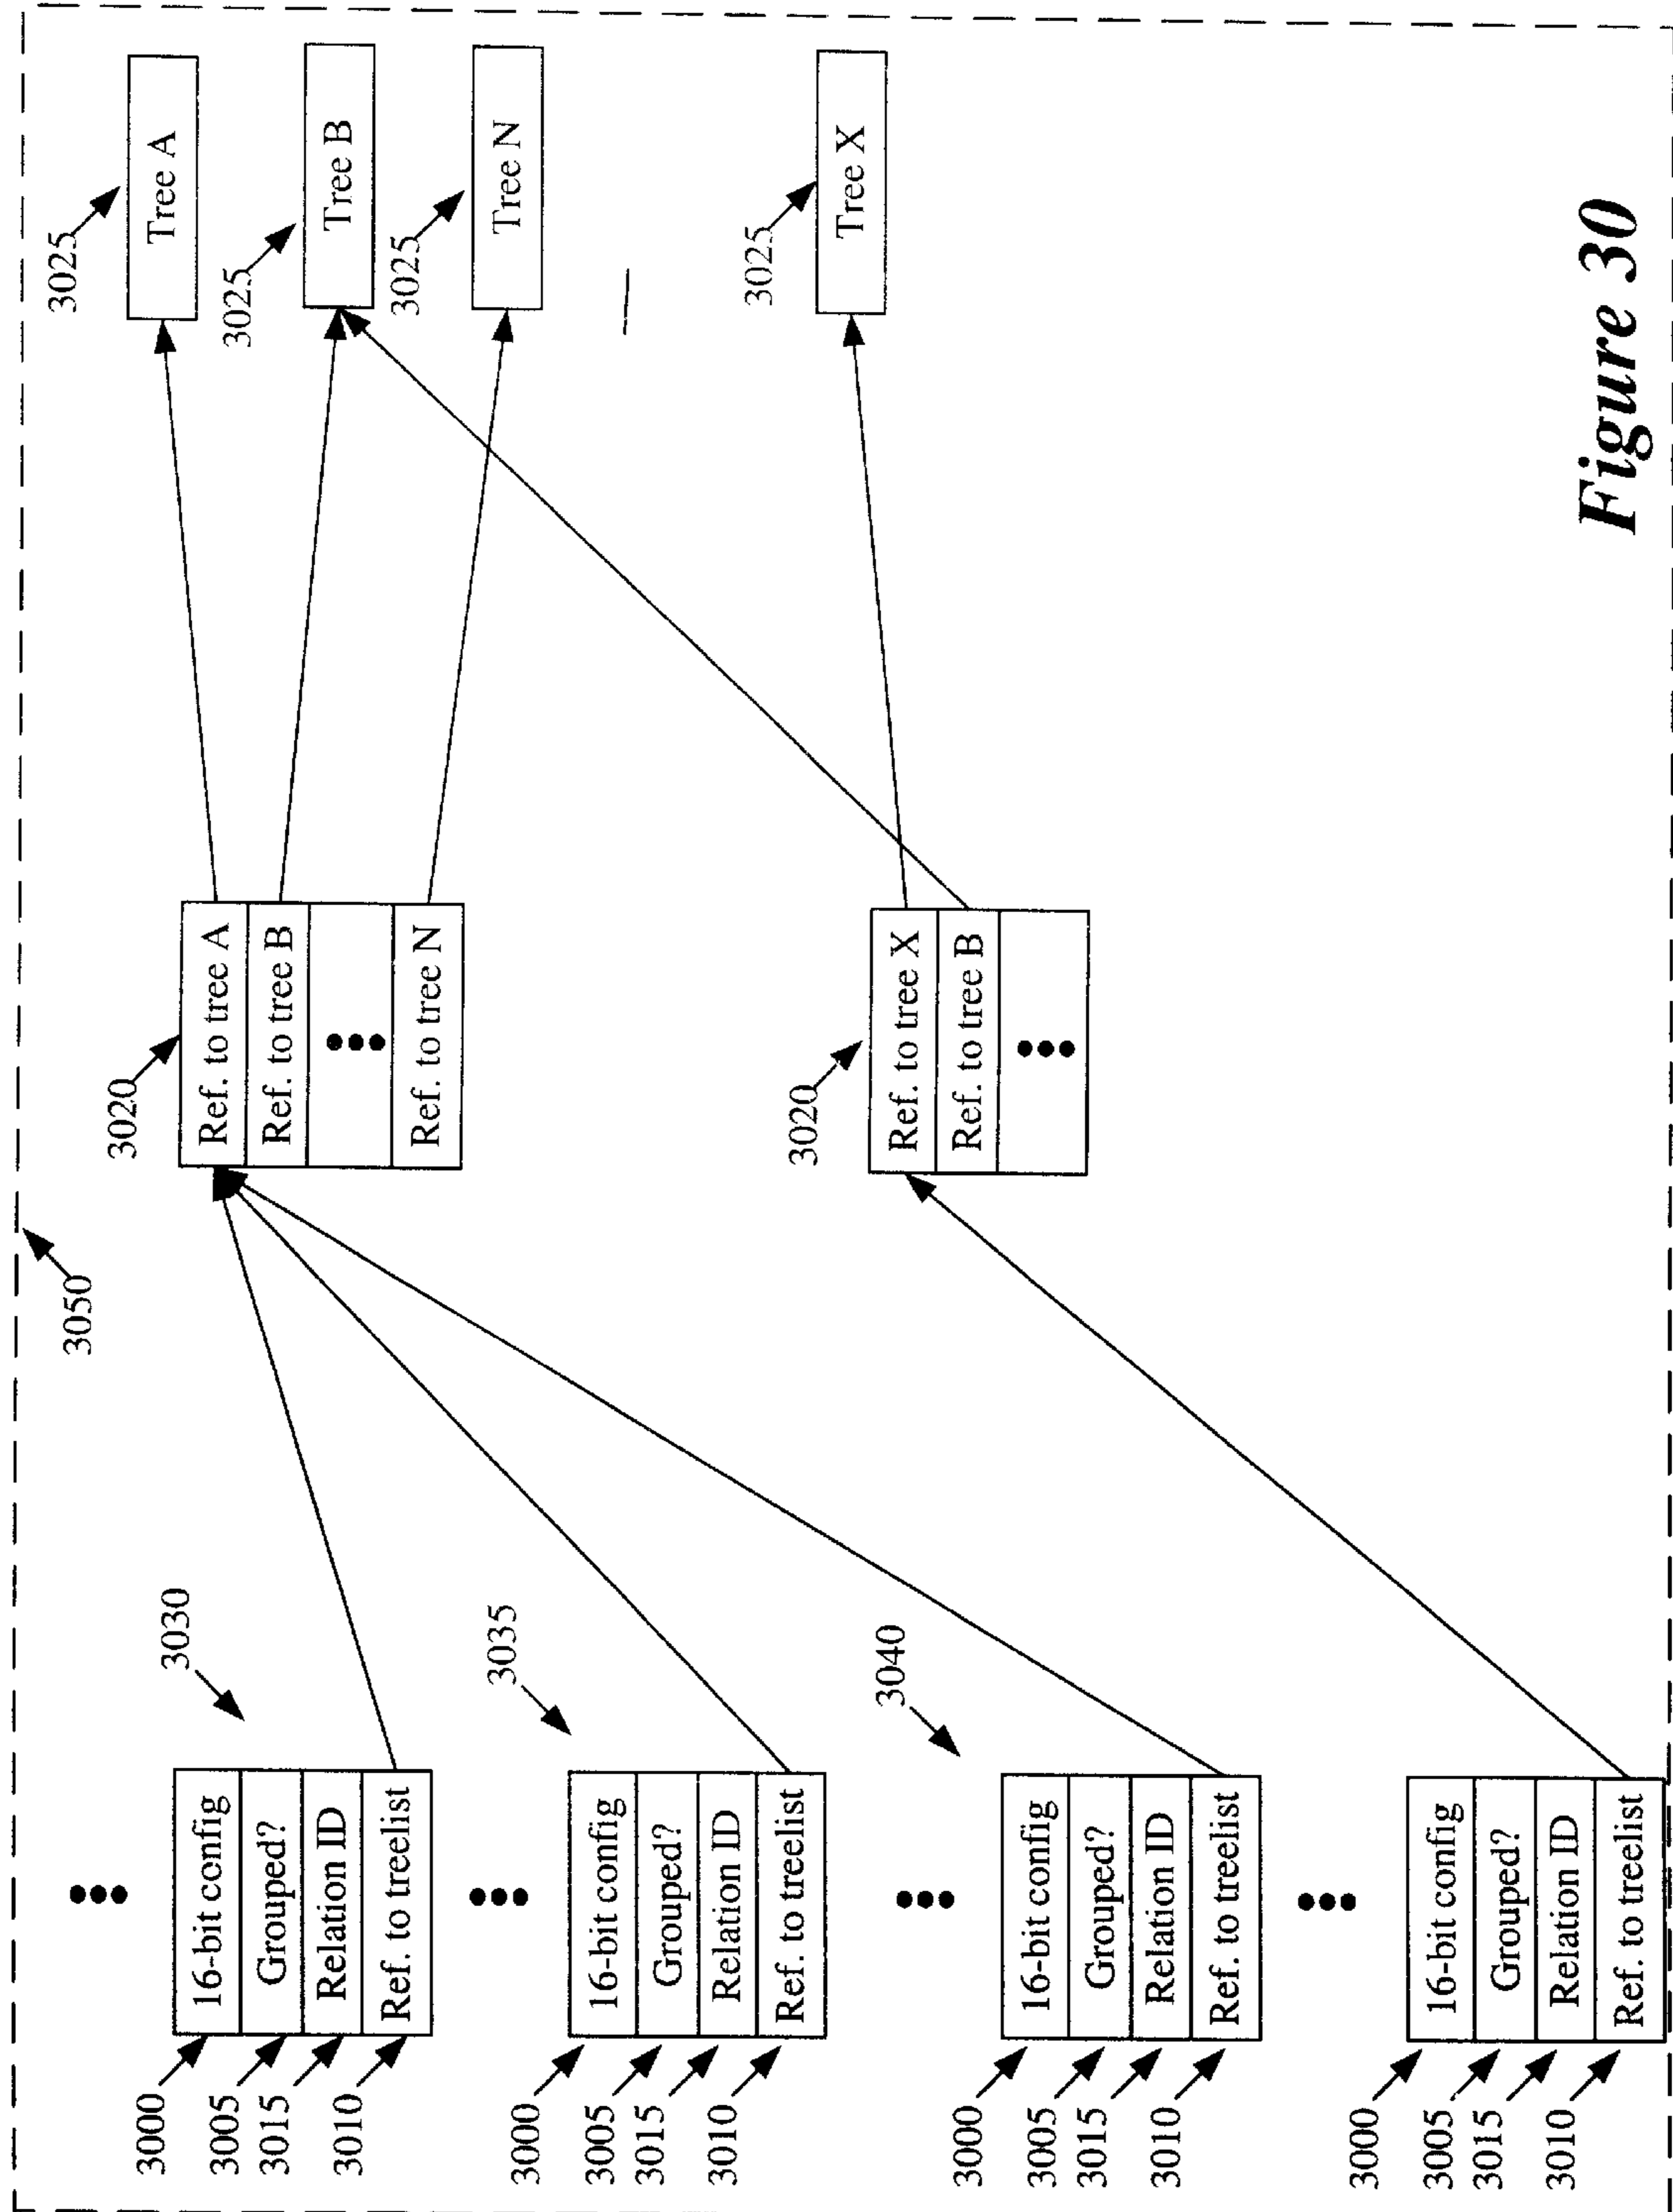 3050
3000
3005
3015
3010
16-bit config
Grouped?
Relation ID
Ref. to treelist
3030
3000
3005
3015
3010
16-bit config
Grouped?
Relation ID
Ref. to treelist
3035
3000
3005
3015
3010
16-bit config
Grouped?
Relation ID
Ref. to treelist
3040
3000
3005
3015
3010
16-bit config
Grouped?
Relation ID
Ref. to treelist
3020
Ref. to tree A
Ref. to tree B
Ref. to tree N
3020
Ref. to tree X
Ref. to tree B
3025
Tree A
3025
Tree B
3025
Tree N
3025
Tree X
Figure 30